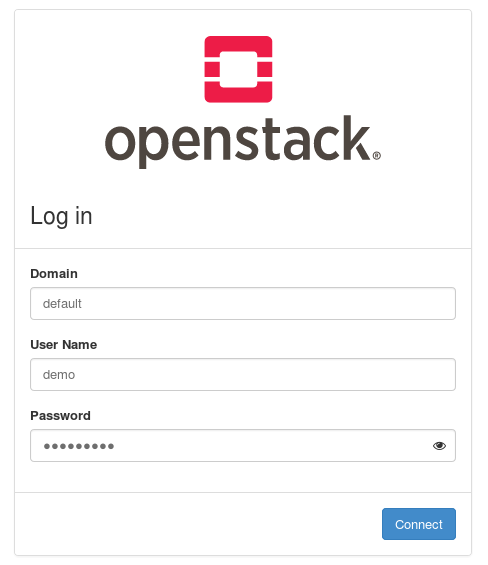 openstack®
Log in
Domain
default
User Name
demo
Password
●●●●●●●●●
Connect